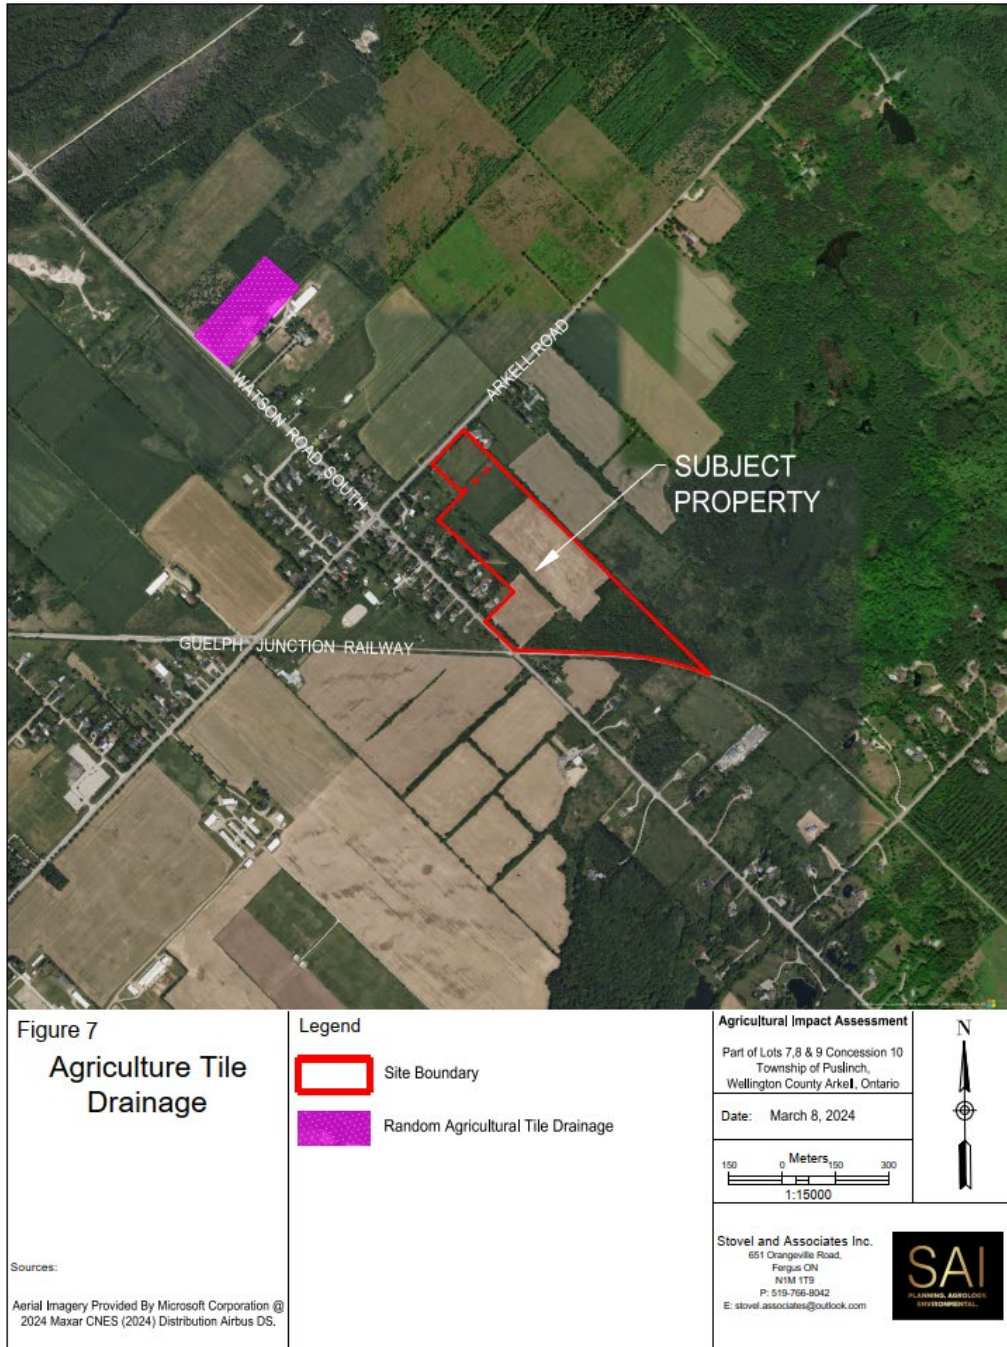 WATSON ROAD SOUTH
ARKELL ROAD
SUBJECT
PROPERTY
GUELPH JUNCTION RAILWAY
Figure 7
Agriculture Tile
Drainage
Sources:
Aerial Imagery Provided By Microsoft Corporation @
2024 Maxar CNES (2024) Distribution Airbus DS.
Legend
Site Boundary
Random Agricultural Tile Drainage
Agricultural Impact Assessment
Part of Lots 7,8 & 9 Concession 10
Township of Puslinch,
Wellington County Arkell, Ontario
Date: March 8, 2024
Meters
150 0 150 300
1:15000
N
Stovel and Associates Inc.
651 Orangeville Road,
Fergus ON
N1M 1T9
P: 519-766-8042
E: stovel.associates@outlook.com
SAI
PLANNING. AGROLOGY.
ENVIRONMENTAL.